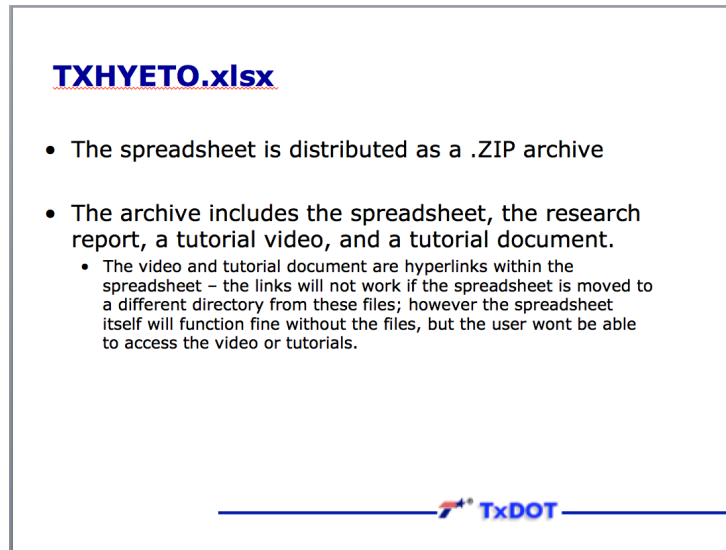 TXHYETO.xlsx
• The spreadsheet is distributed as a .ZIP archive
• The archive includes the spreadsheet, the research
report, a tutorial video, and a tutorial document.
• The video and tutorial document are hyperlinks within the
spreadsheet – the links will not work if the spreadsheet is moved to
a different directory from these files; however the spreadsheet
itself will function fine without the files, but the user wont be able
to access the video or tutorials.
® TxDOT